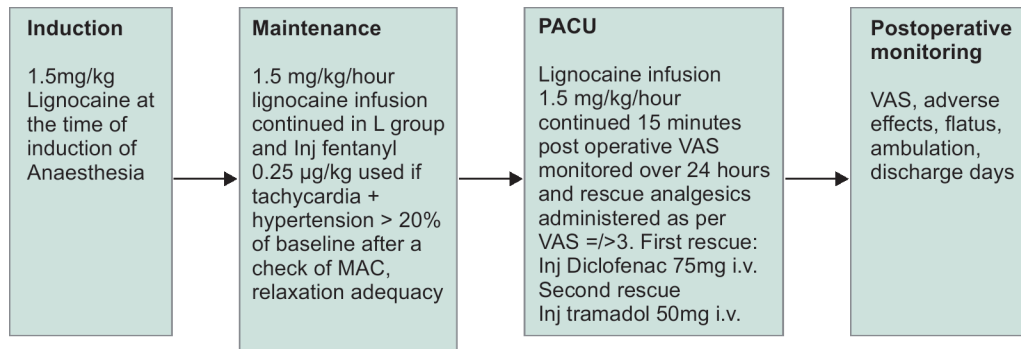 Induction
1.5mg/kg
Lignocaine at
the time of
induction of
Anaesthesia
Maintenance
1.5 mg/kg/hour
lignocaine infusion
continued in L group
and Inj fentanyl
0.25 µg/kg used if
tachycardia +
hypertension > 20%
of baseline after a
check of MAC,
relaxation adequacy
PACU
Lignocaine infusion
1.5 mg/kg/hour
continued 15 minutes
post operative VAS
monitored over 24 hours
and rescue analgesics
administered as per
VAS =/>3. First rescue:
Inj Diclofenac 75mg i.v.
Second rescue
Inj tramadol 50mg i.v.
Postoperative
monitoring
VAS, adverse
effects, flatus,
ambulation,
discharge days